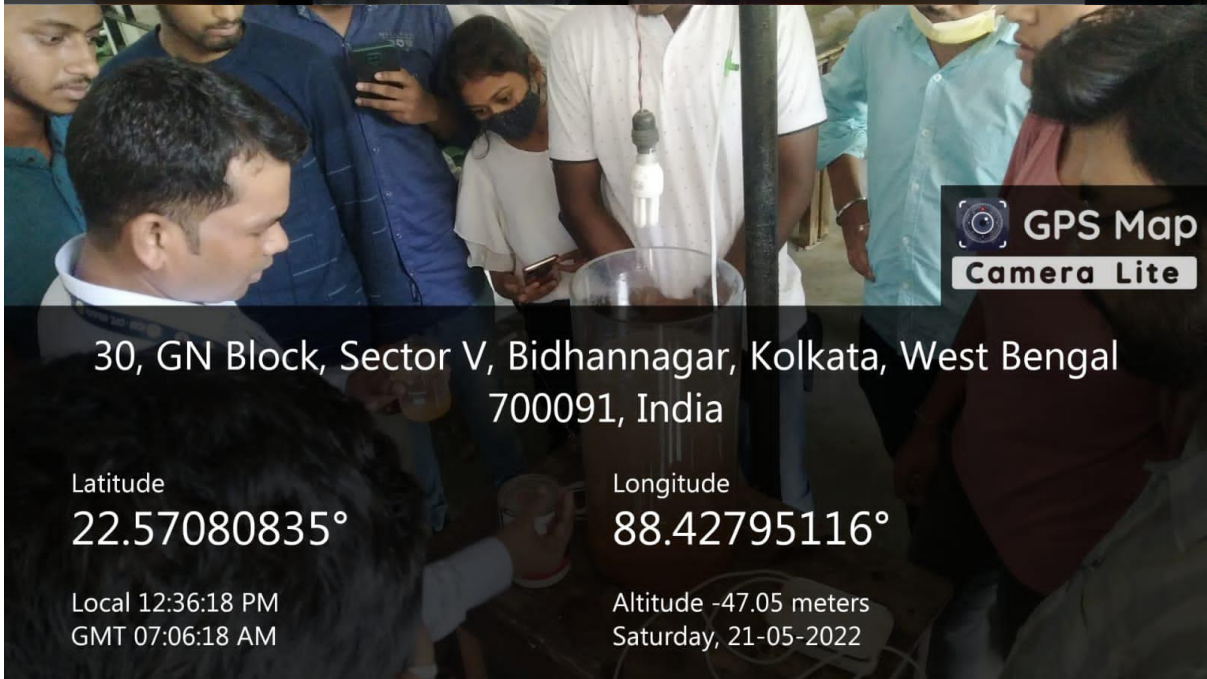 GPS Map
Camera Lite
30, GN Block, Sector V, Bidhannagar, Kolkata, West Bengal
700091, India
Latitude
22.57080835°
Longitude
88.42795116°
Local 12:36:18 PM
GMT 07:06:18 AM
Altitude -47.05 meters
Saturday, 21-05-2022